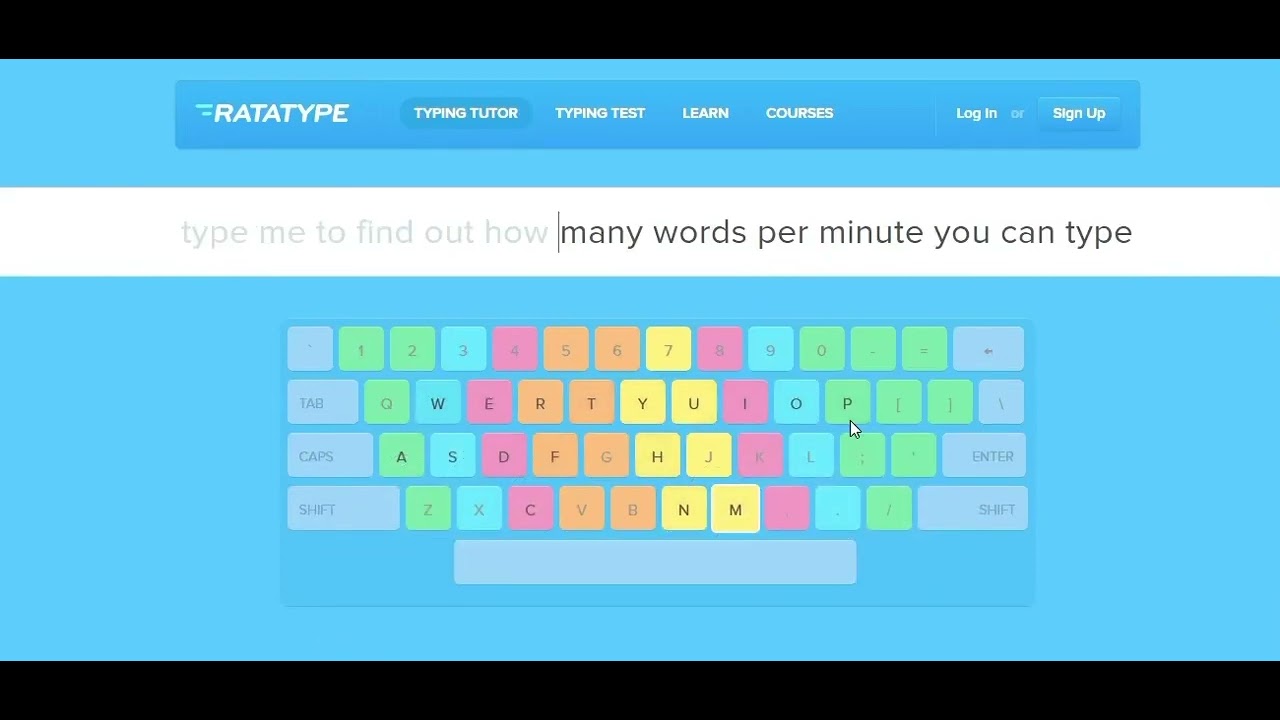 RATATYPE TYPING TUTOR TYPING TEST LEARN COURSES Log In or Sign Up
type me to find out how many words per minute you can type
` 1 2 3 4 5 6 7 8 9 0 - =
TAB Q W E R T Y U I O P [ ] \
CAPS A S D F G H J K L ; ' ENTER
SHIFT Z X C V B N M , . / SHIFT